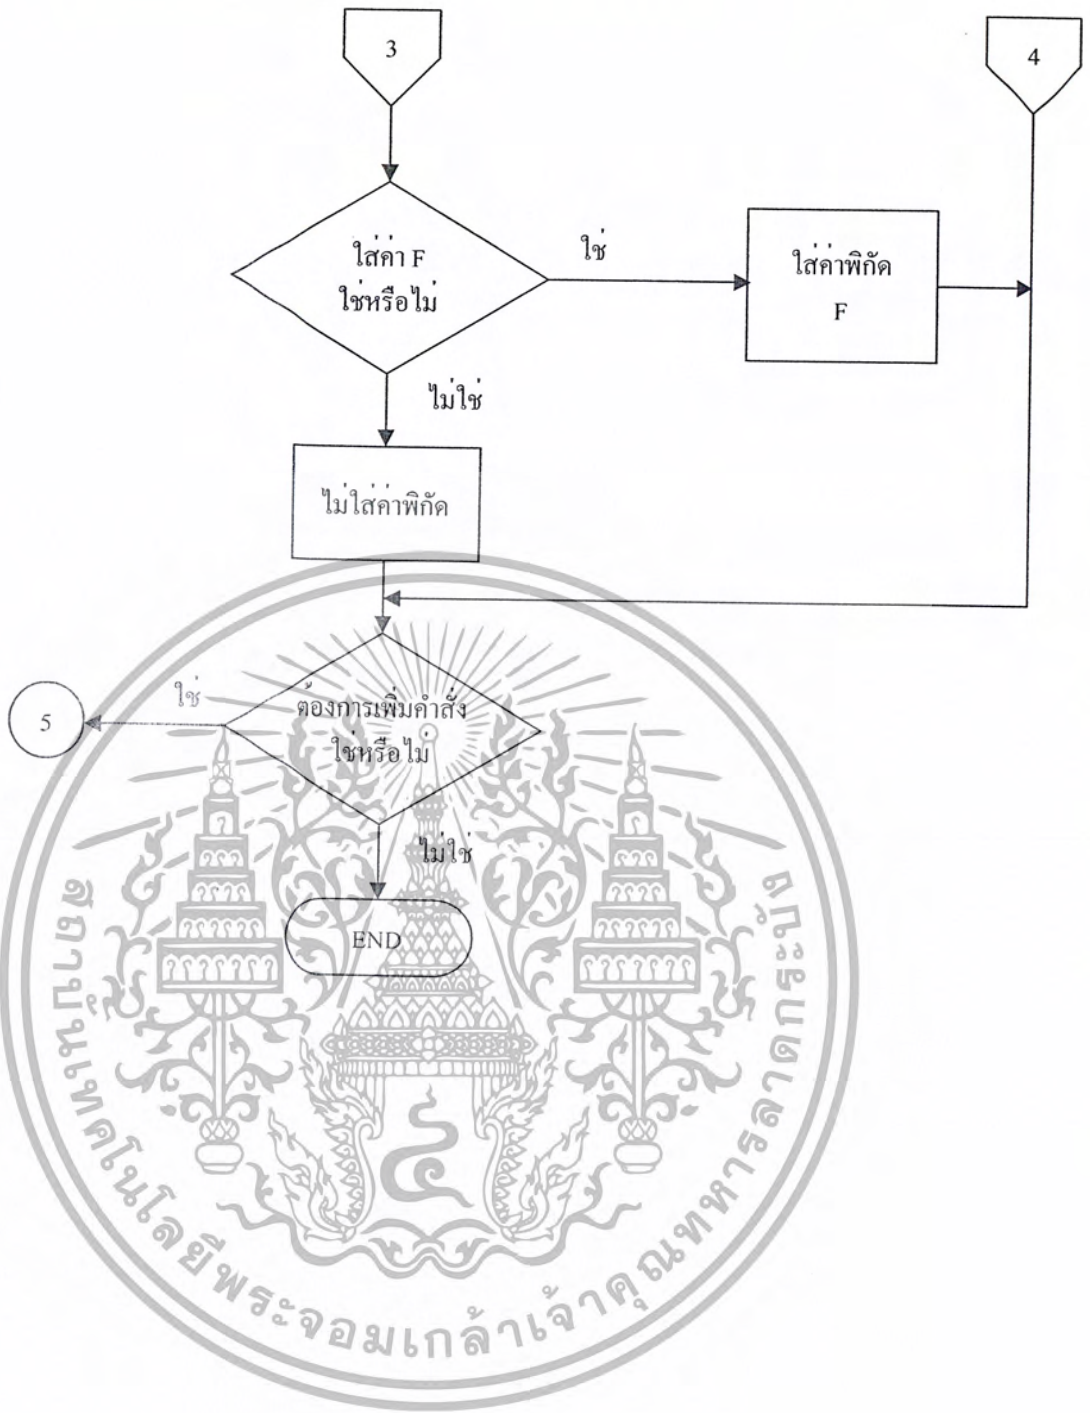 3
4
ใส่ค่า F
ใช่หรือไม่
ใช่
ใส่ค่าพิกัด
F
ไม่ใช่
ไม่ใส่ค่าพิกัด
ต้องการเพิ่มคำสั่ง
ใช่หรือไม่
ใช่
5
ไม่ใช่
END
สถาบันเทคโนโลยีพระจอมเกล้าเจ้าคุณทหารลาดกระบัง